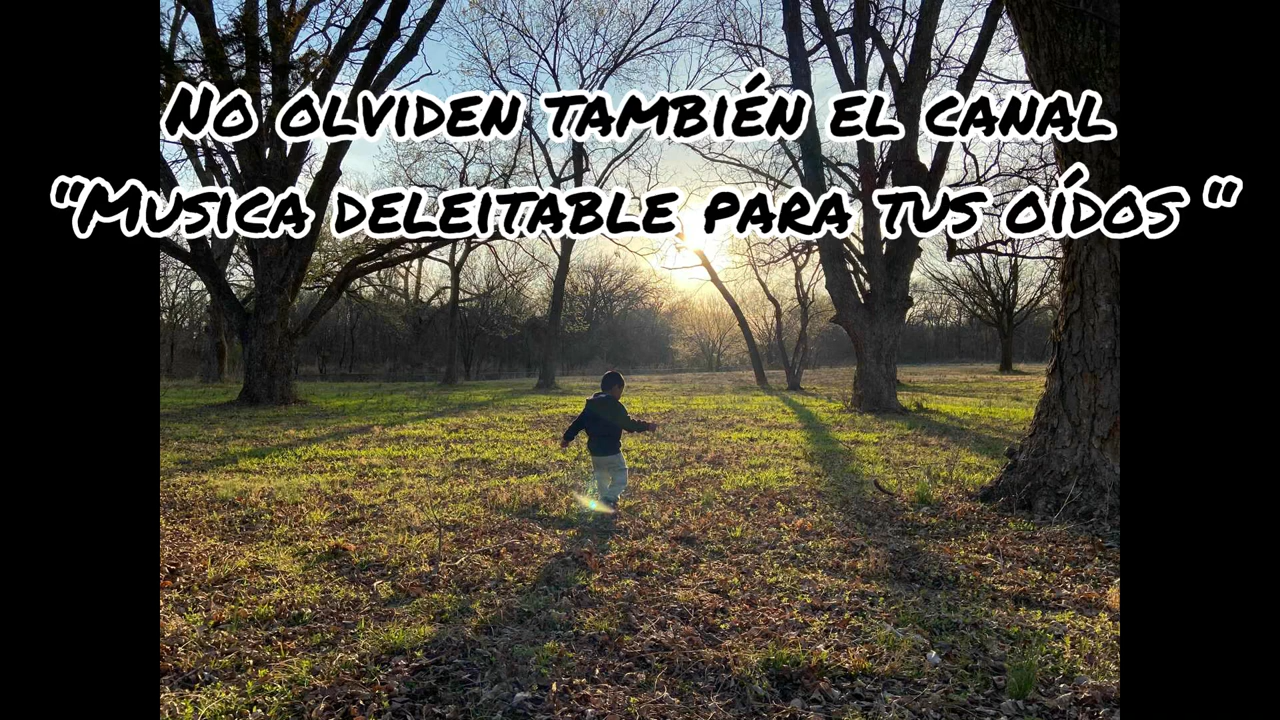 No olviden también el canal
“Musica deleitable para tus oídos “